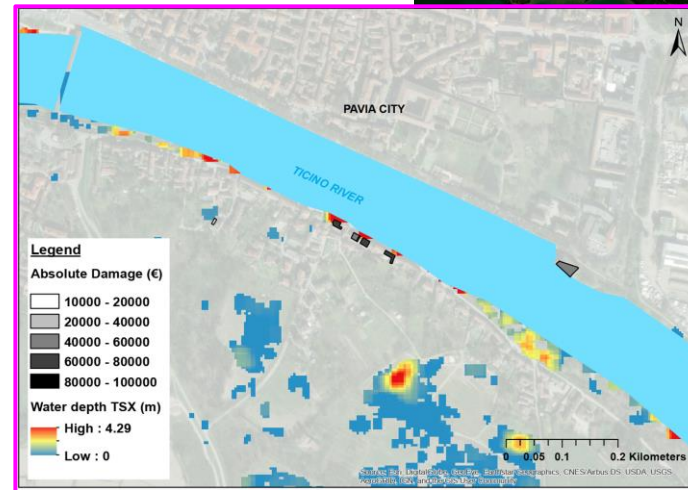 N
PAVIA CITY
TICINO RIVER
Legend
Absolute Damage (€)
10000 - 20000
20000 - 40000
40000 - 60000
60000 - 80000
80000 - 100000
Water depth TSX (m)
High : 4.29
Low : 0
0 0.05 0.1 0.2 Kilometers